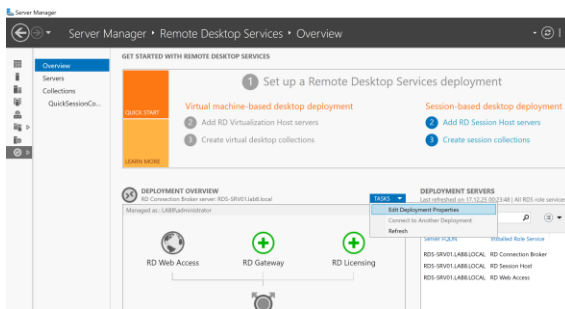 Server Manager
Server Manager • Remote Desktop Services • Overview
Overview
Servers
Collections
QuickSessionCo...
GET STARTED WITH REMOTE DESKTOP SERVICES
QUICK START
LEARN MORE
1 Set up a Remote Desktop Services deployment
Virtual machine-based desktop deployment
2 Add RD Virtualization Host servers
3 Create virtual desktop collections
Session-based desktop deployment
2 Add RD Session Host servers
3 Create session collections
DEPLOYMENT OVERVIEW
RD Connection Broker server: RDS-SRV01.lab8.local
Managed as : LAB8\administrator
TASKS
Edit Deployment Properties
Connect to Another Deployment
Refresh
RD Web Access
RD Gateway
RD Licensing
DEPLOYMENT SERVERS
Last refreshed on 17.12.25 00:23:48 | All RDS role services
Server FQDN Installed Role Service
RDS-SRV01.LAB8.LOCAL RD Connection Broker
RDS-SRV01.LAB8.LOCAL RD Session Host
RDS-SRV01.LAB8.LOCAL RD Web Access